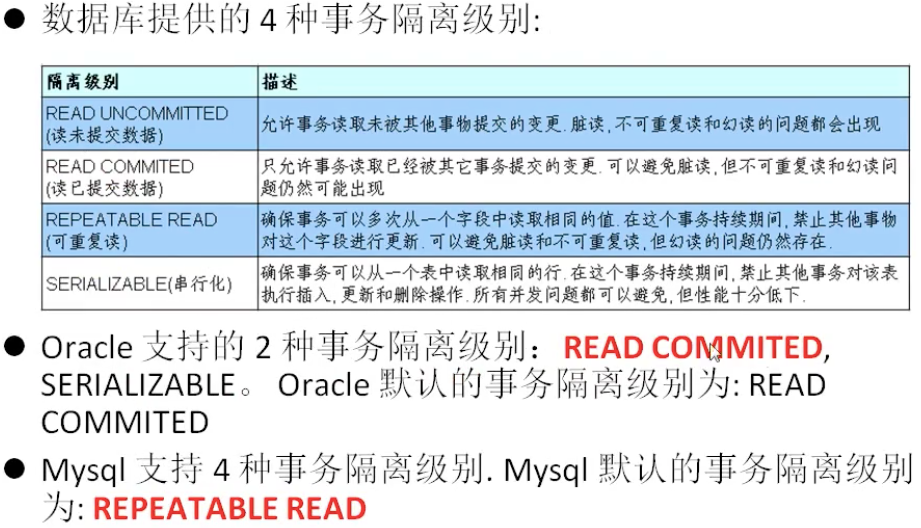 ● 数据库提供的 4 种事务隔离级别:
隔离级别 描述
READ UNCOMMITTED
(读未提交数据)
允许事务读取未被其他事物提交的变更.脏读,不可重复读和幻读的问题都会出现
READ COMMITED
(读已提交数据)
只允许事务读取已经被其它事务提交的变更.可以避免脏读,但不可重复读和幻读问
题仍然可能出现
REPEATABLE READ
(可重复读)
确保事务可以多次从一个字段中读取相同的值.在这个事务持续期间,禁止其他事物
对这个字段进行更新.可以避免脏读和不可重复读,但幻读的问题仍然存在.
SERIALIZABLE(串行化)
确保事务可以从一个表中读取相同的行.在这个事务持续期间,禁止其他事务对该表
执行插入,更新和删除操作.所有并发问题都可以避免,但性能十分低下.
● Oracle 支持的 2 种事务隔离级别：READ COMMITED,
SERIALIZABLE。 Oracle 默认的事务隔离级别为: READ
COMMITED
● Mysql 支持 4 种事务隔离级别. Mysql 默认的事务隔离级别
为: REPEATABLE READ